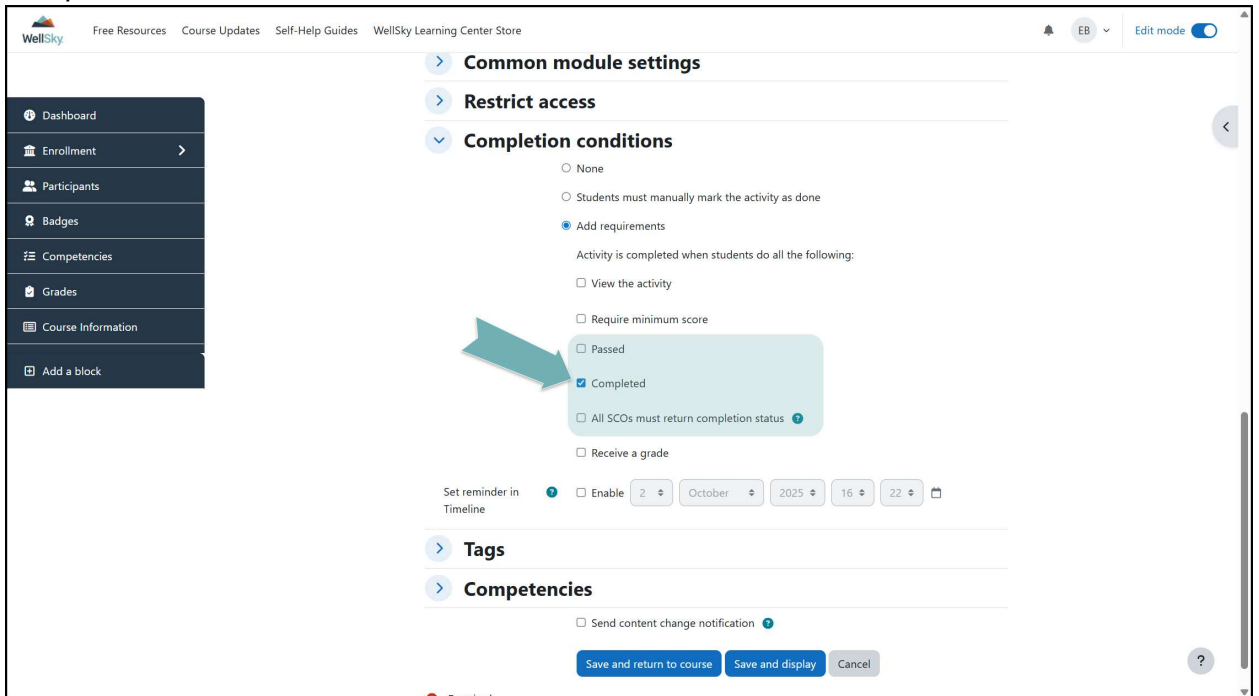 WellSky
Free Resources Course Updates Self-Help Guides WellSky Learning Center Store
EB
Edit mode
Common module settings
Dashboard
Enrollment
Participants
Badges
Competencies
Grades
Course Information
Add a block
Restrict access
Completion conditions
None
Students must manually mark the activity as done
Add requirements
Activity is completed when students do all the following:
View the activity
Require minimum score
Passed
Completed
All SCOs must return completion status ?
Receive a grade
Set reminder in Timeline ? Enable 2 October 2025 16 22
Tags
Competencies
Send content change notification ?
Save and return to course Save and display Cancel
?